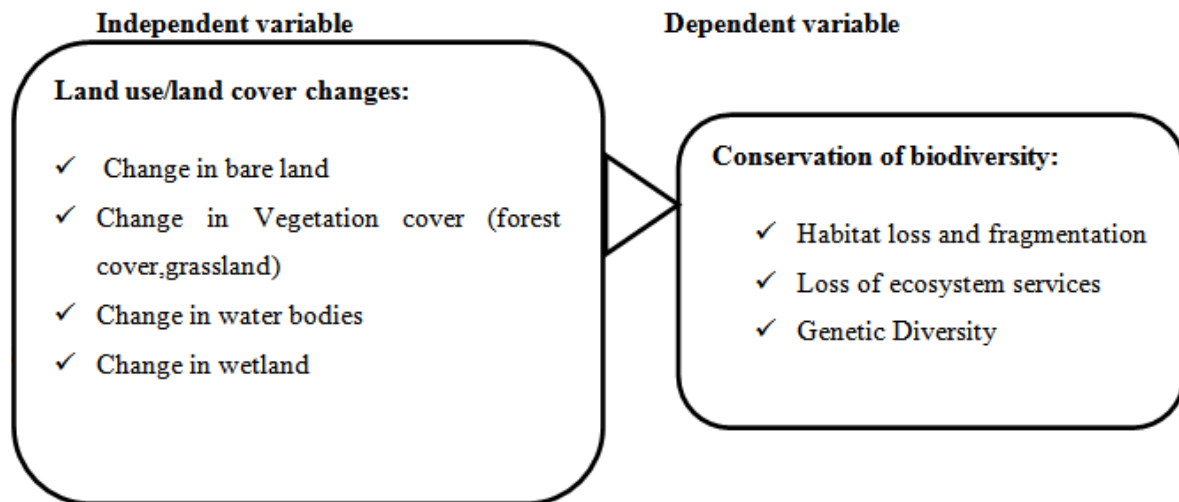 Independent variable
Dependent variable
Land use/land cover changes:
✓ Change in bare land
✓ Change in Vegetation cover (forest
cover,grassland)
✓ Change in water bodies
✓ Change in wetland
Conservation of biodiversity:
✓ Habitat loss and fragmentation
✓ Loss of ecosystem services
✓ Genetic Diversity